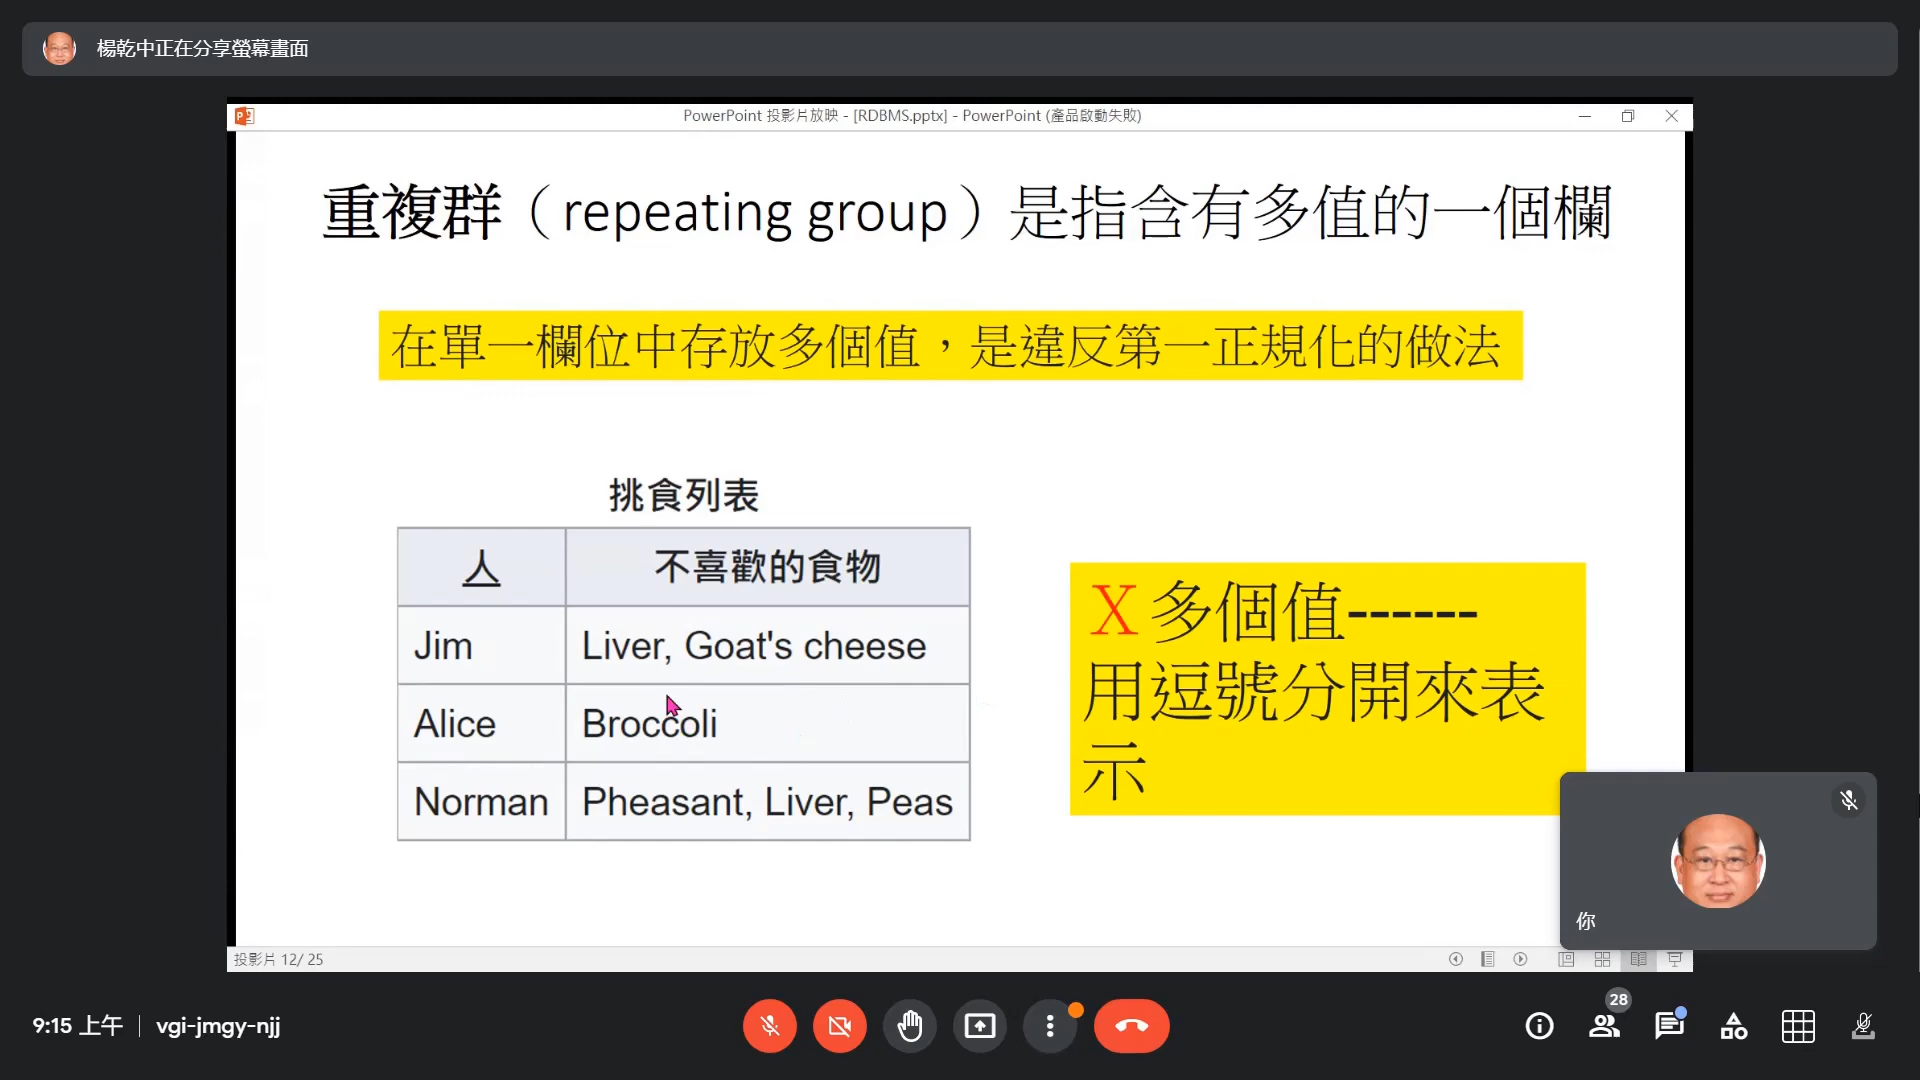 楊乾中正在分享螢幕畫面
PowerPoint 投影片放映 - [RDBMS.pptx] - PowerPoint (產品啟動失敗)
重複群（repeating group）是指含有多值的一個欄
在單一欄位中存放多個值，是違反第一正規化的做法
挑食列表
人 不喜歡的食物
Jim Liver, Goat's cheese
Alice Broccoli
Norman Pheasant, Liver, Peas
X 多個值------
用逗號分開來表
示
你
投影片 12/ 25
9:15 上午 | vgi-jmgy-njj
28